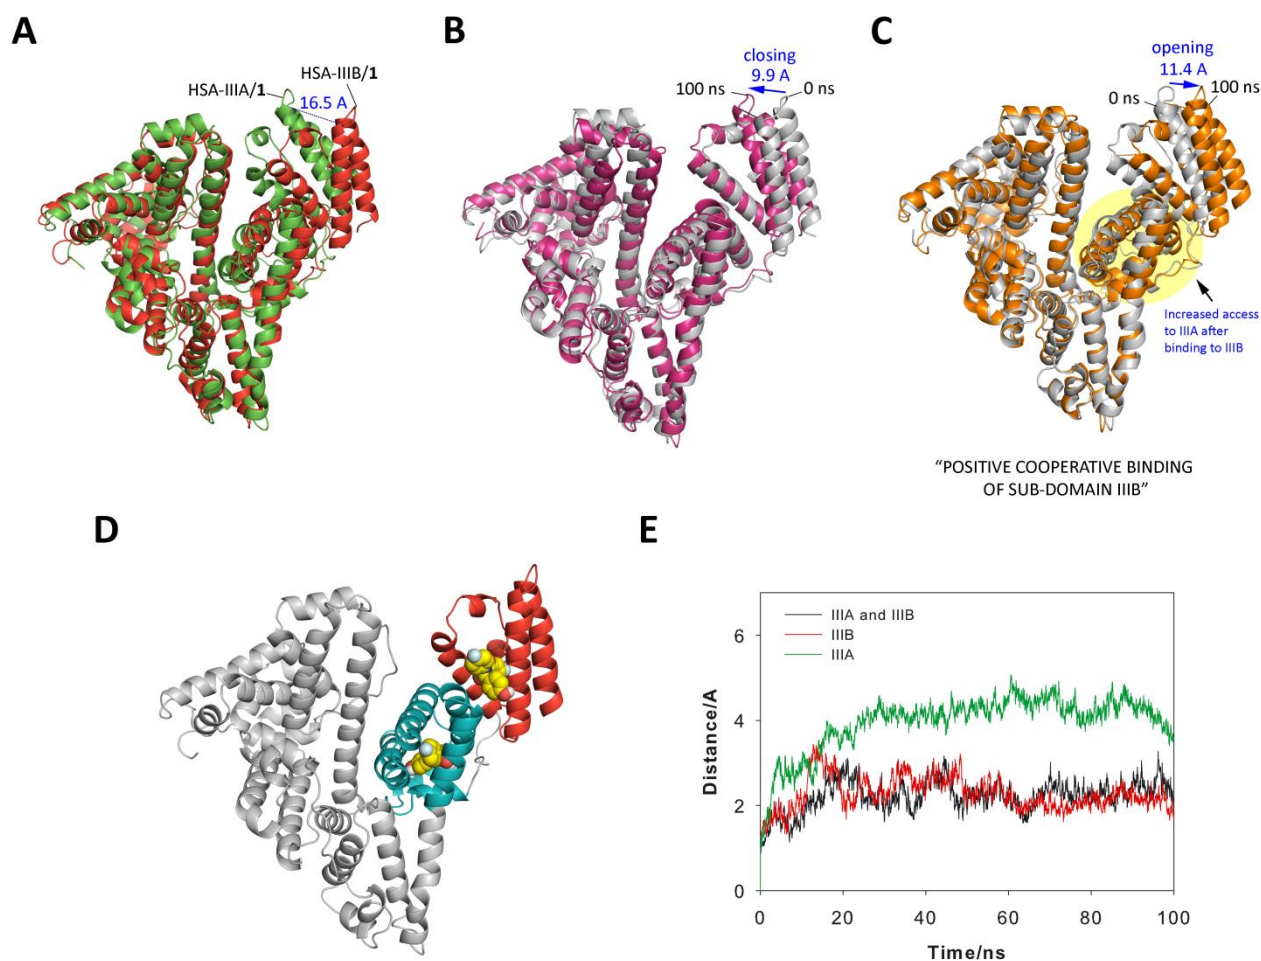 A
HSA-IIIA/1
HSA-IIIB/1
16.5 A
B
closing
9.9 A
100 ns
0 ns
C
opening
11.4 A
0 ns
100 ns
Increased access
to IIIA after
binding to IIIB
“POSITIVE COOPERATIVE BINDING
OF SUB-DOMAIN IIIB”
D
E
IIIA and IIIB
IIIB
IIIA
Distance/A
6
4
2
0
0 20 40 60 80 100
Time/ns